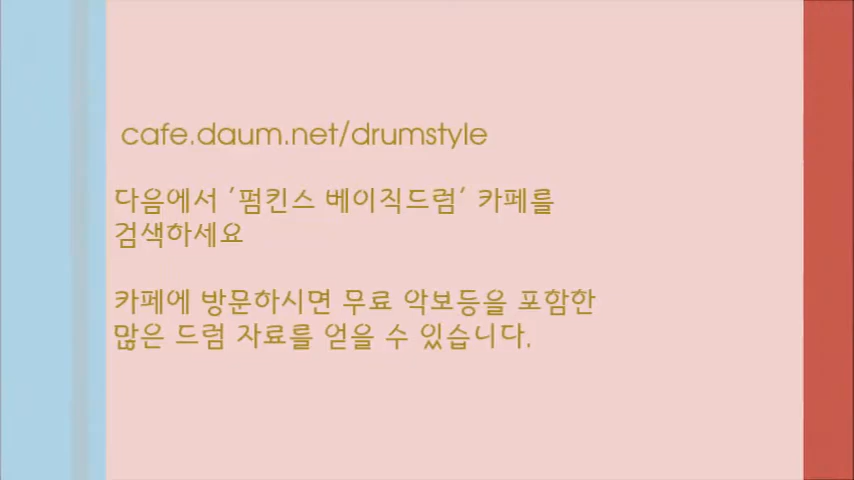 cafe.daum.net/drumstyle
다음에서 '펌킨스 베이직드럼' 카페를
검색하세요
카페에 방문하시면 무료 악보등을 포함한
많은 드럼 자료를 얻을 수 있습니다.